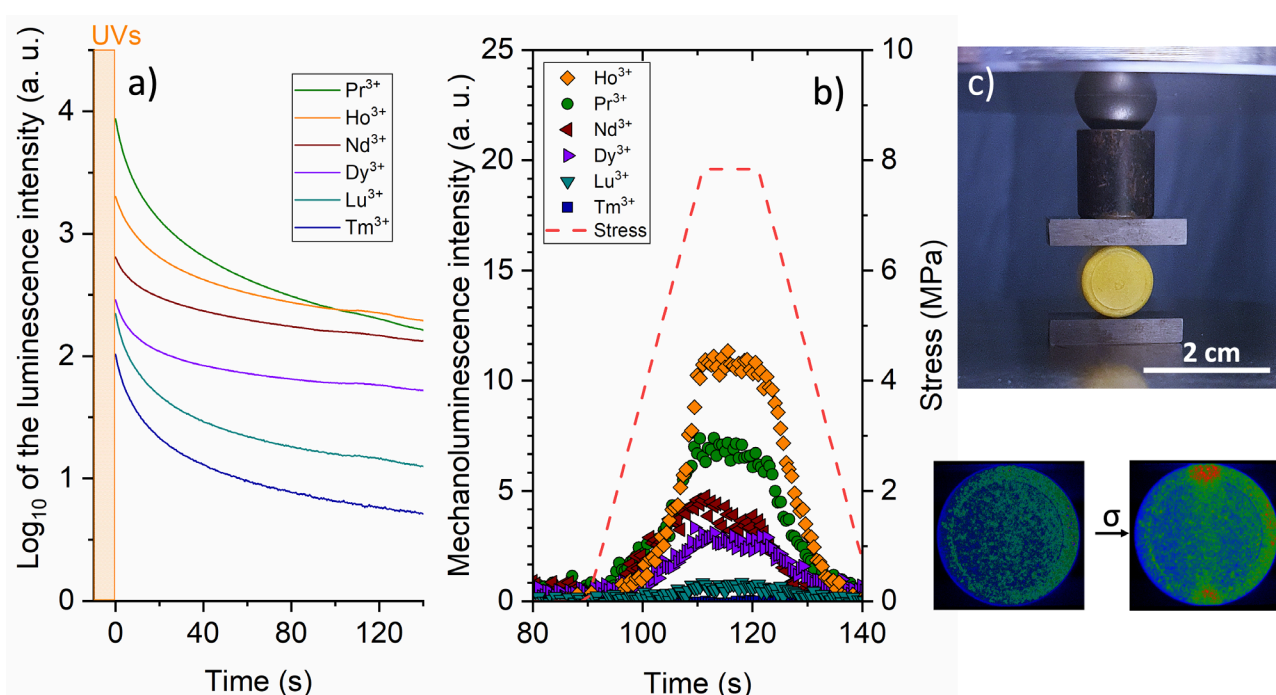 UVs
a)
Log10 of the luminescence intensity (a. u.)
4
3
2
1
0
0
40
80
120
Time (s)
Pr3+
Ho3+
Nd3+
Dy3+
Lu3+
Tm3+
b)
Mechanoluminescence intensity (a. u.)
25
20
15
10
5
0
80
100
120
140
Time (s)
Ho3+
Pr3+
Nd3+
Dy3+
Lu3+
Tm3+
Stress
10
8
6
4
2
0
Stress (MPa)
c)
2 cm
σ